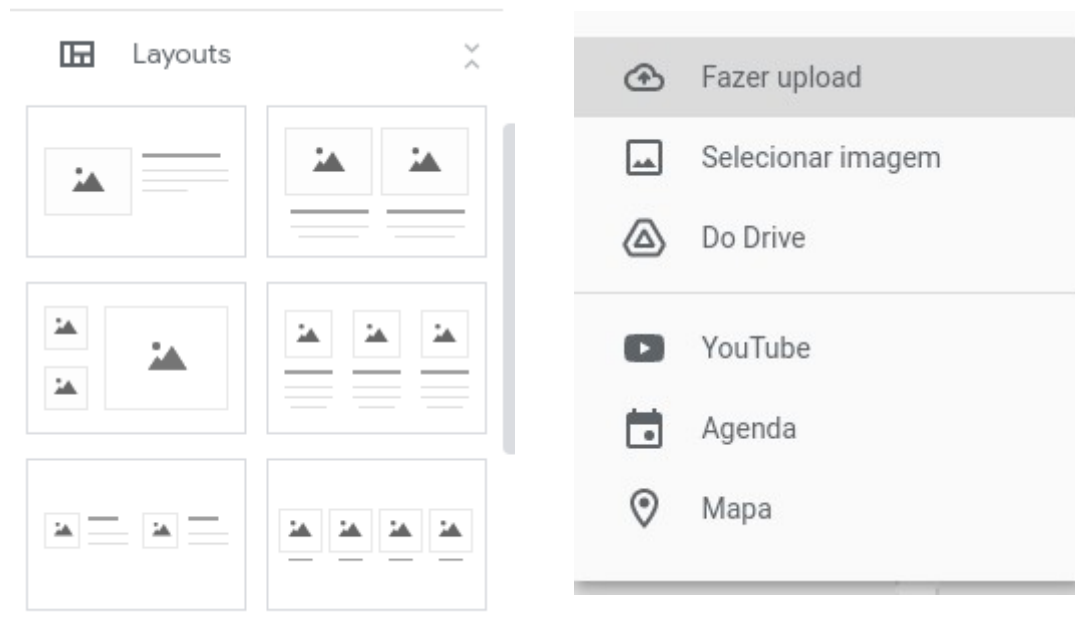 Layouts
Fazer upload
Selecionar imagem
Do Drive
YouTube
Agenda
Mapa